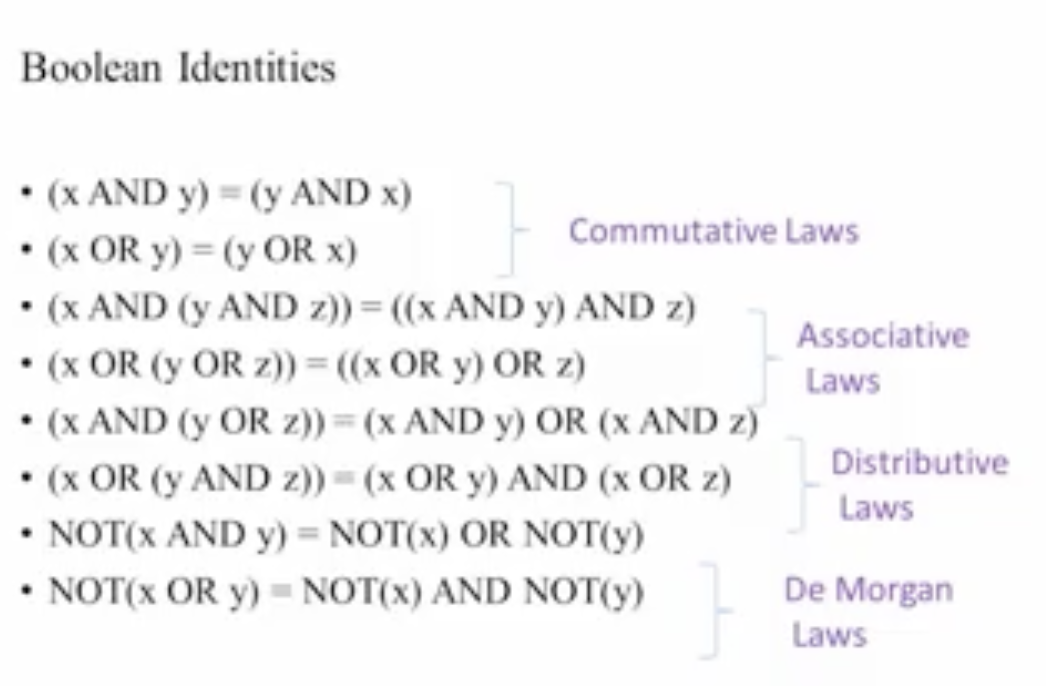 Boolean Identities
• (x AND y) = (y AND x)
• (x OR y) = (y OR x)
Commutative Laws
• (x AND (y AND z)) = ((x AND y) AND z)
• (x OR (y OR z)) = ((x OR y) OR z)
Associative
Laws
• (x AND (y OR z)) = (x AND y) OR (x AND z)
• (x OR (y AND z)) = (x OR y) AND (x OR z)
Distributive
Laws
• NOT(x AND y) = NOT(x) OR NOT(y)
• NOT(x OR y) = NOT(x) AND NOT(y)
De Morgan
Laws